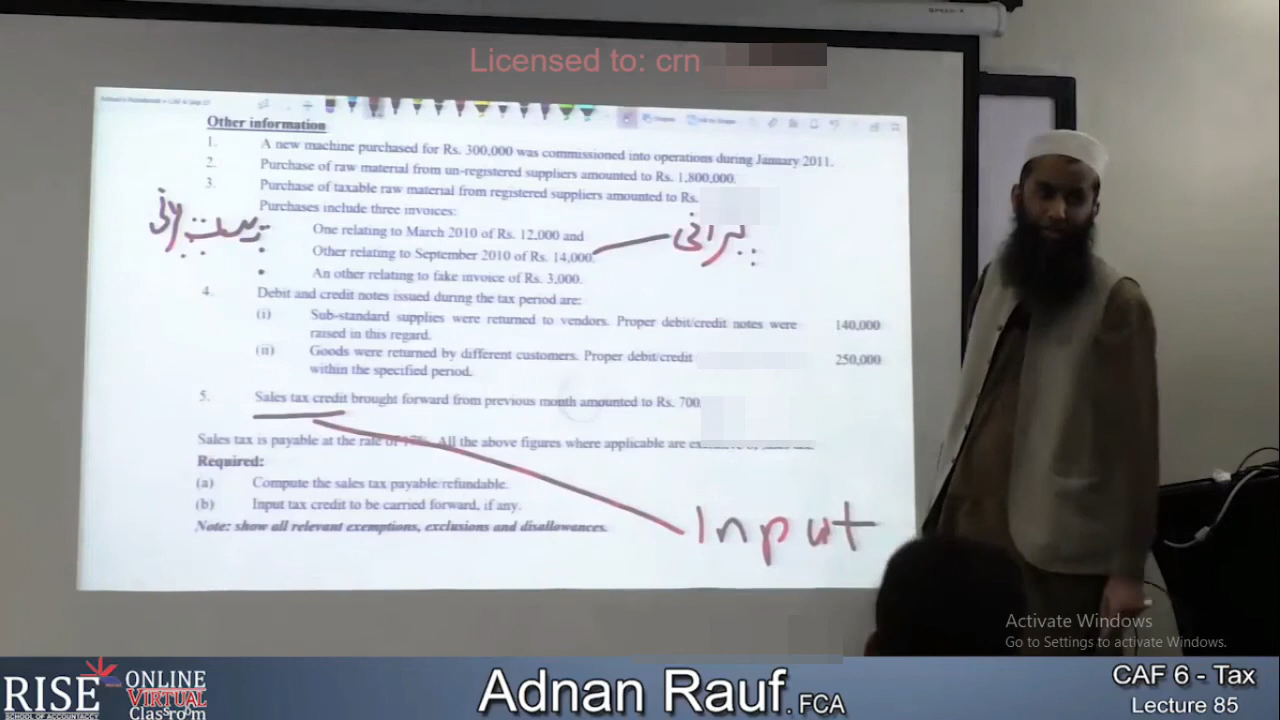 Licensed to: crn
Other information
1. A new machine purchased for Rs. 300,000 was commissioned into operations during January 2011.
2. Purchase of raw material from un-registered suppliers amounted to Rs. 1,800,000.
3. Purchase of taxable raw material from registered suppliers amounted to Rs.
Purchases include three invoices:
One relating to March 2010 of Rs. 12,000 and
• Other relating to September 2010 of Rs. 14,000.
• An other relating to fake invoice of Rs. 3,000.
4. Debit and credit notes issued during the tax period are:
(i) Sub-standard supplies were returned to vendors. Proper debit/credit notes were 140,000
raised in this regard.
(ii) Goods were returned by different customers. Proper debit/credit 250,000
within the specified period.
5. Sales tax credit brought forward from previous month amounted to Rs. 700
Sales tax is payable at the rate of 17%. All the above figures where applicable are
Required:
(a) Compute the sales tax payable/refundable.
(b) Input tax credit to be carried forward, if any.
Note: show all relevant exemptions, exclusions and disallowances.
Input
Activate Windows
Go to Settings to activate Windows.
RISE
SCHOOL OF ACCOUNTANCY
ONLINE
VIRTUAL
Classroom
Adnan Rauf. FCA
CAF 6 - Tax
Lecture 85